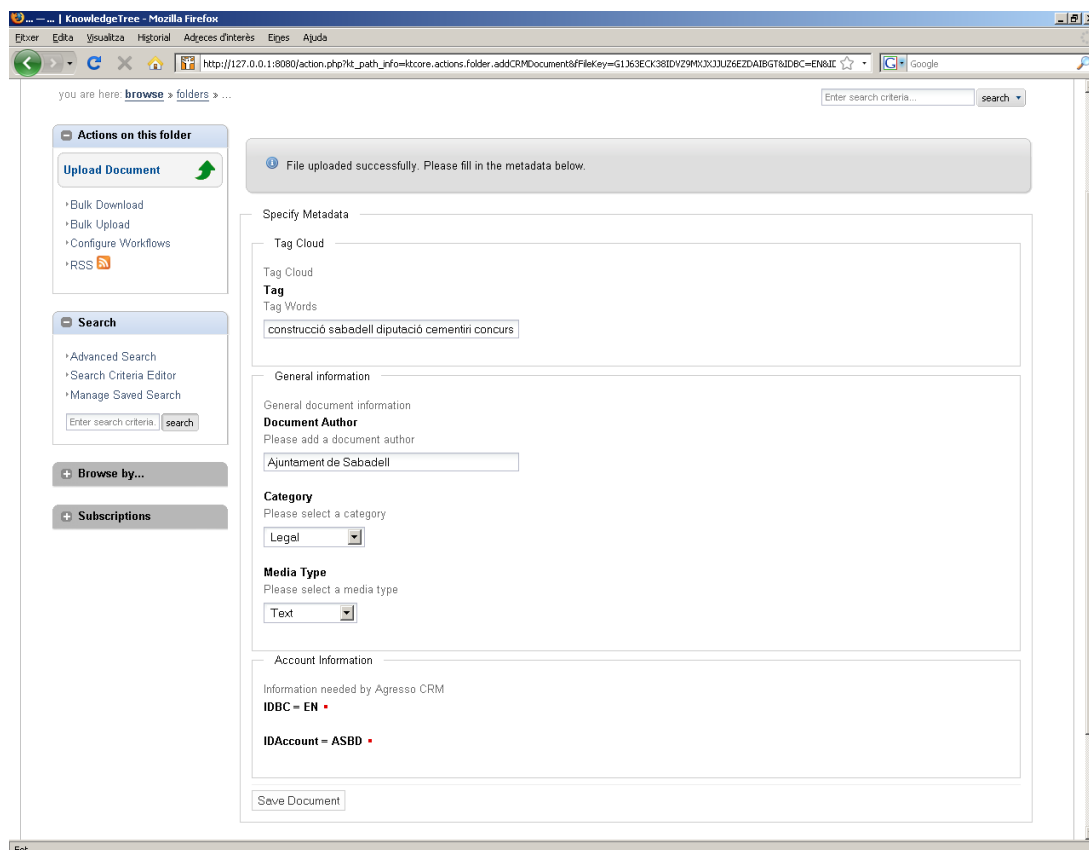 ... — ... | KnowledgeTree - Mozilla Firefox
Fitxer Edita Visualitza Historial Adreces d'interès Eines Ajuda
http://127.0.0.1:8080/action.php?kt_path_info=ktcore.actions.folder.addCRMDocument&fFileKey=G1J63ECK38IDVZ9MXJXJJUZ6EZDAIBGT&IDBC=EN&IE Google
you are here: browse » folders » ...
Enter search criteria... search
Actions on this folder
Upload Document
Bulk Download
Bulk Upload
Configure Workflows
RSS
Search
Advanced Search
Search Criteria Editor
Manage Saved Search
Enter search criteria. search
Browse by...
Subscriptions
File uploaded successfully. Please fill in the metadata below.
Specify Metadata
Tag Cloud
Tag Cloud
Tag
Tag Words
construcció sabadell diputació cementiri concurs
General information
General document information
Document Author
Please add a document author
Ajuntament de Sabadell
Category
Please select a category
Legal
Media Type
Please select a media type
Text
Account Information
Information needed by Agresso CRM
IDBC = EN
IDAccount = ASBD
Save Document